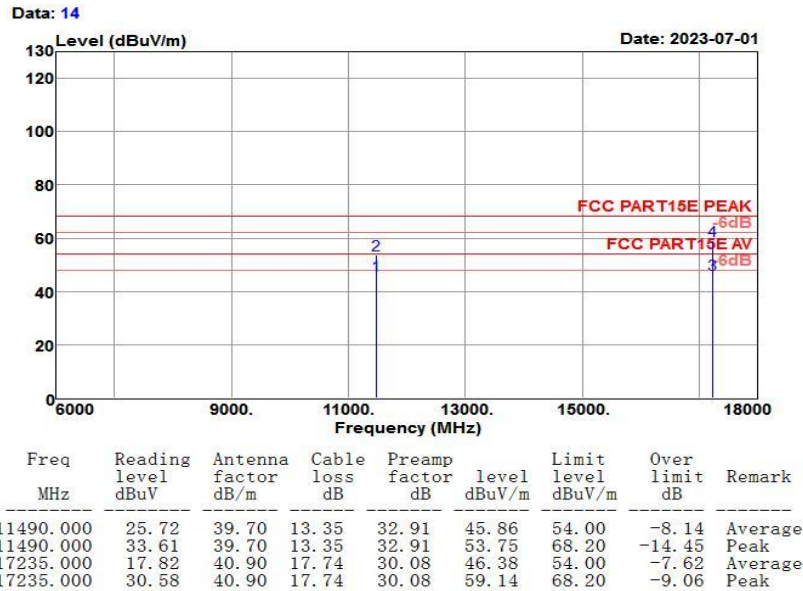 Data: 14
Level (dBuV/m)
Date: 2023-07-01
130
120
100
80
FCC PART15E PEAK
-6dB
4
60
2
FCC PART15E AV
-6dB
1
3
40
20
0
6000 9000. 11000. 13000. 15000. 18000
Frequency (MHz)
Freq Reading Antenna Cable Preamp Limit Over
level factor loss factor level level limit Remark
MHz dBuV dB/m dB dB dBuV/m dBuV/m dB
11490.000 25.72 39.70 13.35 32.91 45.86 54.00 -8.14 Average
11490.000 33.61 39.70 13.35 32.91 53.75 68.20 -14.45 Peak
17235.000 17.82 40.90 17.74 30.08 46.38 54.00 -7.62 Average
17235.000 30.58 40.90 17.74 30.08 59.14 68.20 -9.06 Peak